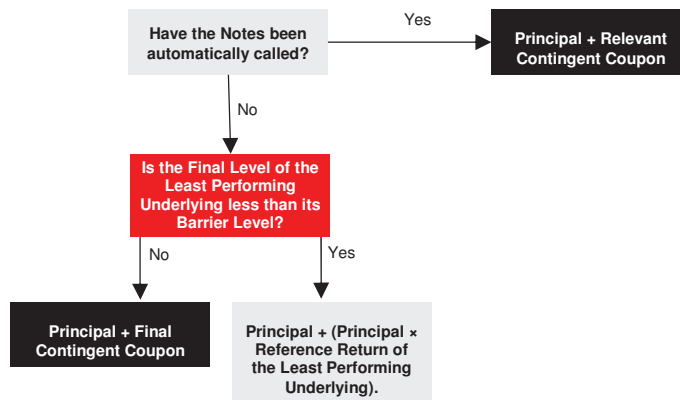 Have the Notes been
automatically called?
Yes
Principal + Relevant
Contingent Coupon
No
Is the Final Level of the
Least Performing
Underlying less than its
Barrier Level?
No
Yes
Principal + Final
Contingent Coupon
Principal + (Principal ×
Reference Return of
the Least Performing
Underlying).